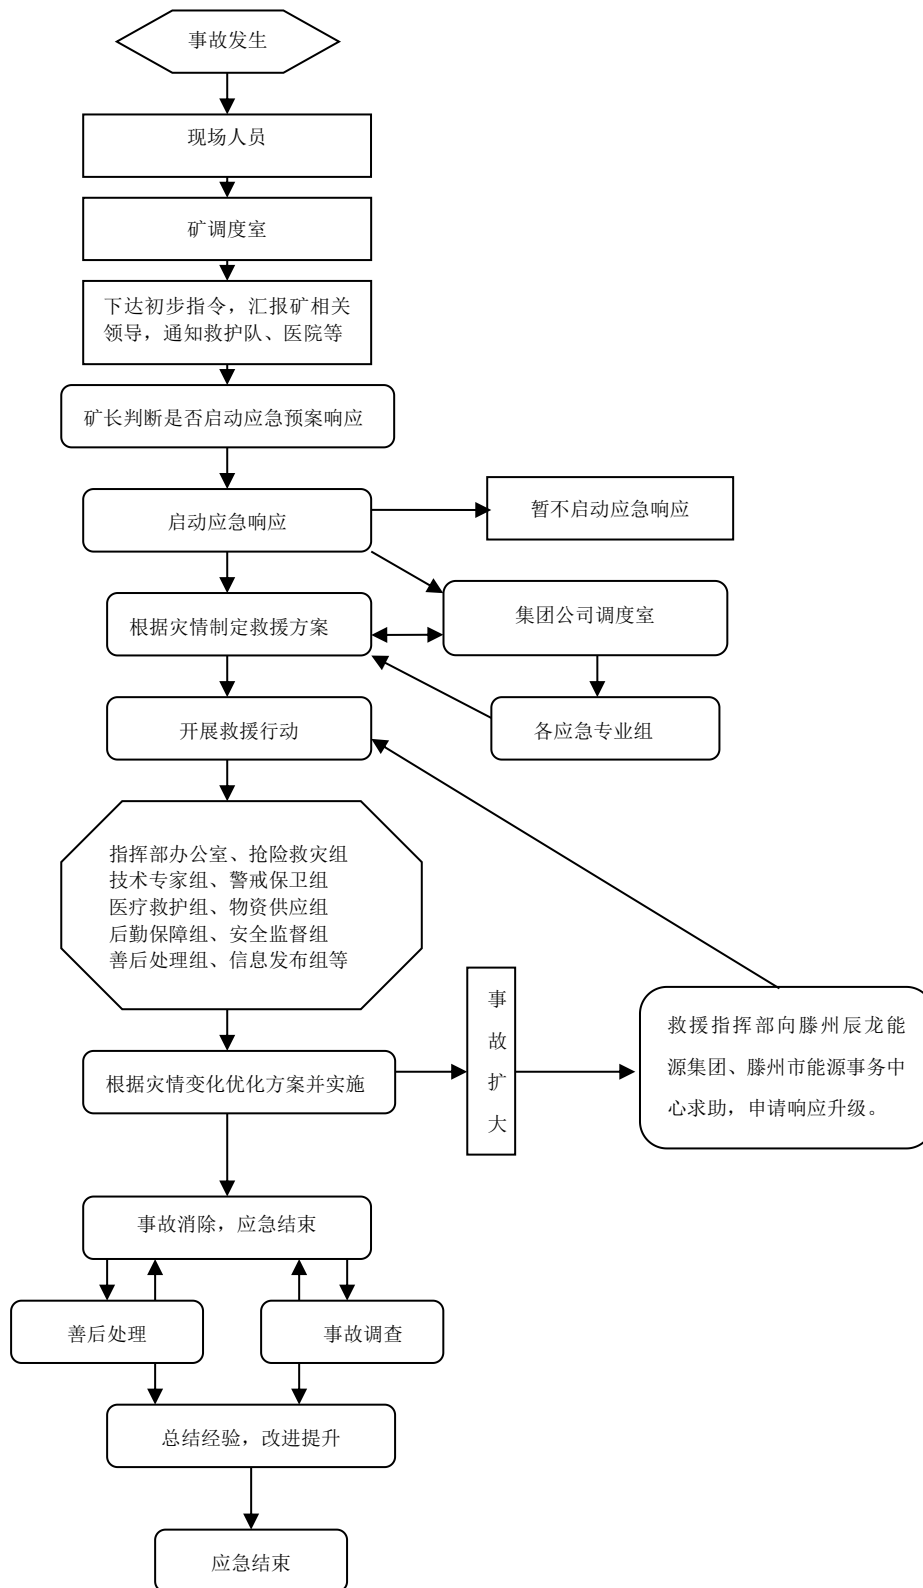 事故发生
现场人员
矿调度室
下达初步指令，汇报矿相关
领导，通知救护队、医院等
矿长判断是否启动应急预案响应
启动应急响应
暂不启动应急响应
根据灾情制定救援方案
集团公司调度室
开展救援行动
各应急专业组
指挥部办公室、抢险救灾组
技术专家组、警戒保卫组
医疗救护组、物资供应组
后勤保障组、安全监督组
善后处理组、信息发布组等
根据灾情变化优化方案并实施
事
故
扩
大
救援指挥部向滕州辰龙能
源集团、滕州市能源事务中
心求助，申请响应升级。
事故消除，应急结束
善后处理
事故调查
总结经验，改进提升
应急结束